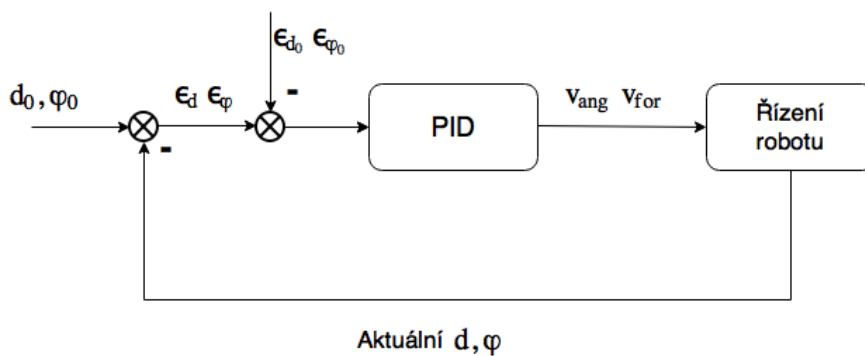 ϵd₀ ϵφ₀
-
d₀,φ₀
ϵd ϵφ
-
PID
vang vfor
Řízení
robotu
Aktuální d,φ